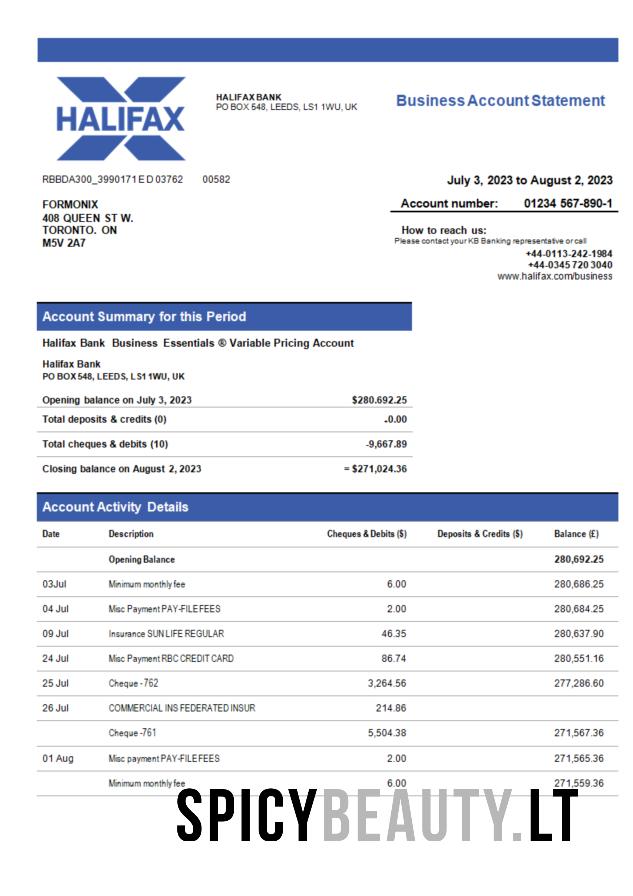 HALIFAX
HALIFAX BANK
PO BOX 548, LEEDS, LS1 1WU, UK
Business Account Statement
RBBDA300_3990171 E D 03762 00582
July 3, 2023 to August 2, 2023
FORMONIX
408 QUEEN ST W.
TORONTO. ON
M5V 2A7
Account number: 01234 567-890-1
How to reach us:
Please contact your KB Banking representative or call
+44-0113-242-1984
+44-0345 720 3040
www.halifax.com/business
Account Summary for this Period
Halifax Bank Business Essentials ® Variable Pricing Account
Halifax Bank
PO BOX 548, LEEDS, LS1 1WU, UK
Opening balance on July 3, 2023 $280.692.25
Total deposits & credits (0) -0.00
Total cheques & debits (10) -9,667.89
Closing balance on August 2, 2023 = $271,024.36
Account Activity Details
Date Description Cheques & Debits ($) Deposits & Credits ($) Balance (£)
Opening Balance 280,692.25
03Jul Minimum monthly fee 6.00 280,686.25
04 Jul Misc Payment PAY-FILE FEES 2.00 280,684.25
09 Jul Insurance SUN LIFE REGULAR 46.35 280,637.90
24 Jul Misc Payment RBC CREDIT CARD 86.74 280,551.16
25 Jul Cheque - 762 3,264.56 277,286.60
26 Jul COMMERCIAL INS FEDERATED INSUR 214.86
Cheque -761 5,504.38 271,567.36
01 Aug Misc payment PAY-FILE FEES 2.00 271,565.36
Minimum monthly fee 6.00 271,559.36
SPICYBEAUTY.LT